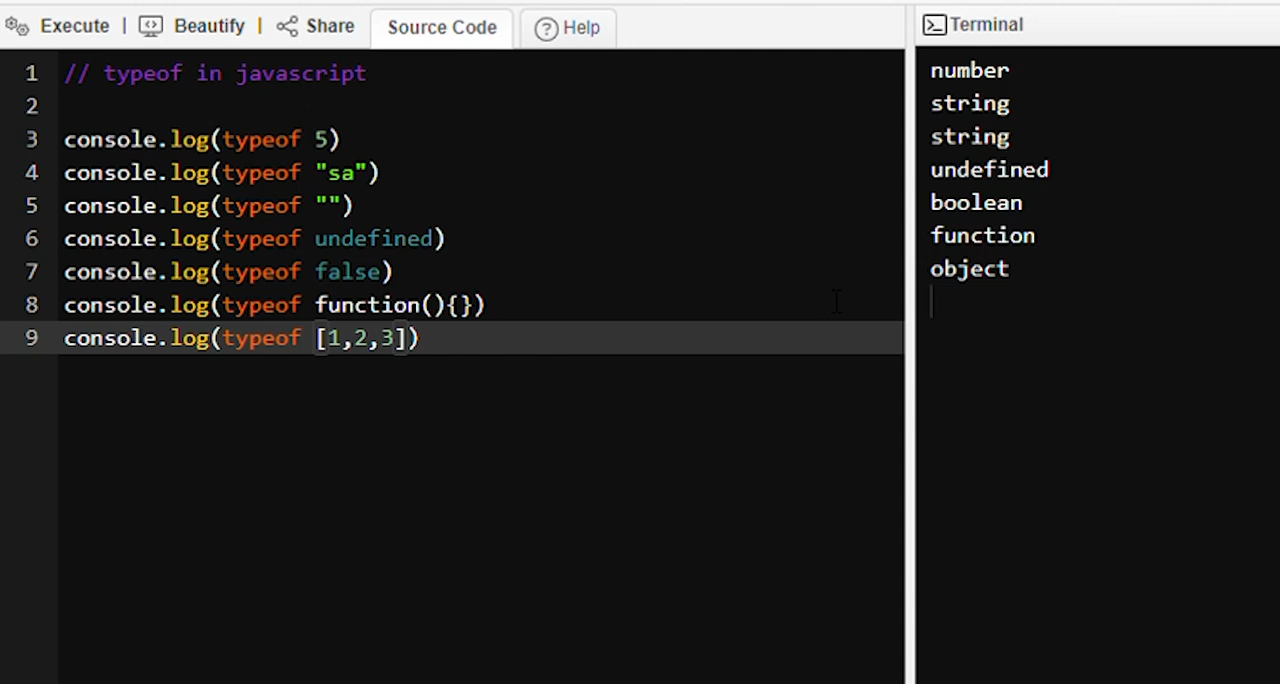 Execute | Beautify | Share Source Code Help
1 // typeof in javascript
2
3 console.log(typeof 5)
4 console.log(typeof "sa")
5 console.log(typeof "")
6 console.log(typeof undefined)
7 console.log(typeof false)
8 console.log(typeof function(){})
9 console.log(typeof [1,2,3])
Terminal
number
string
string
undefined
boolean
function
object